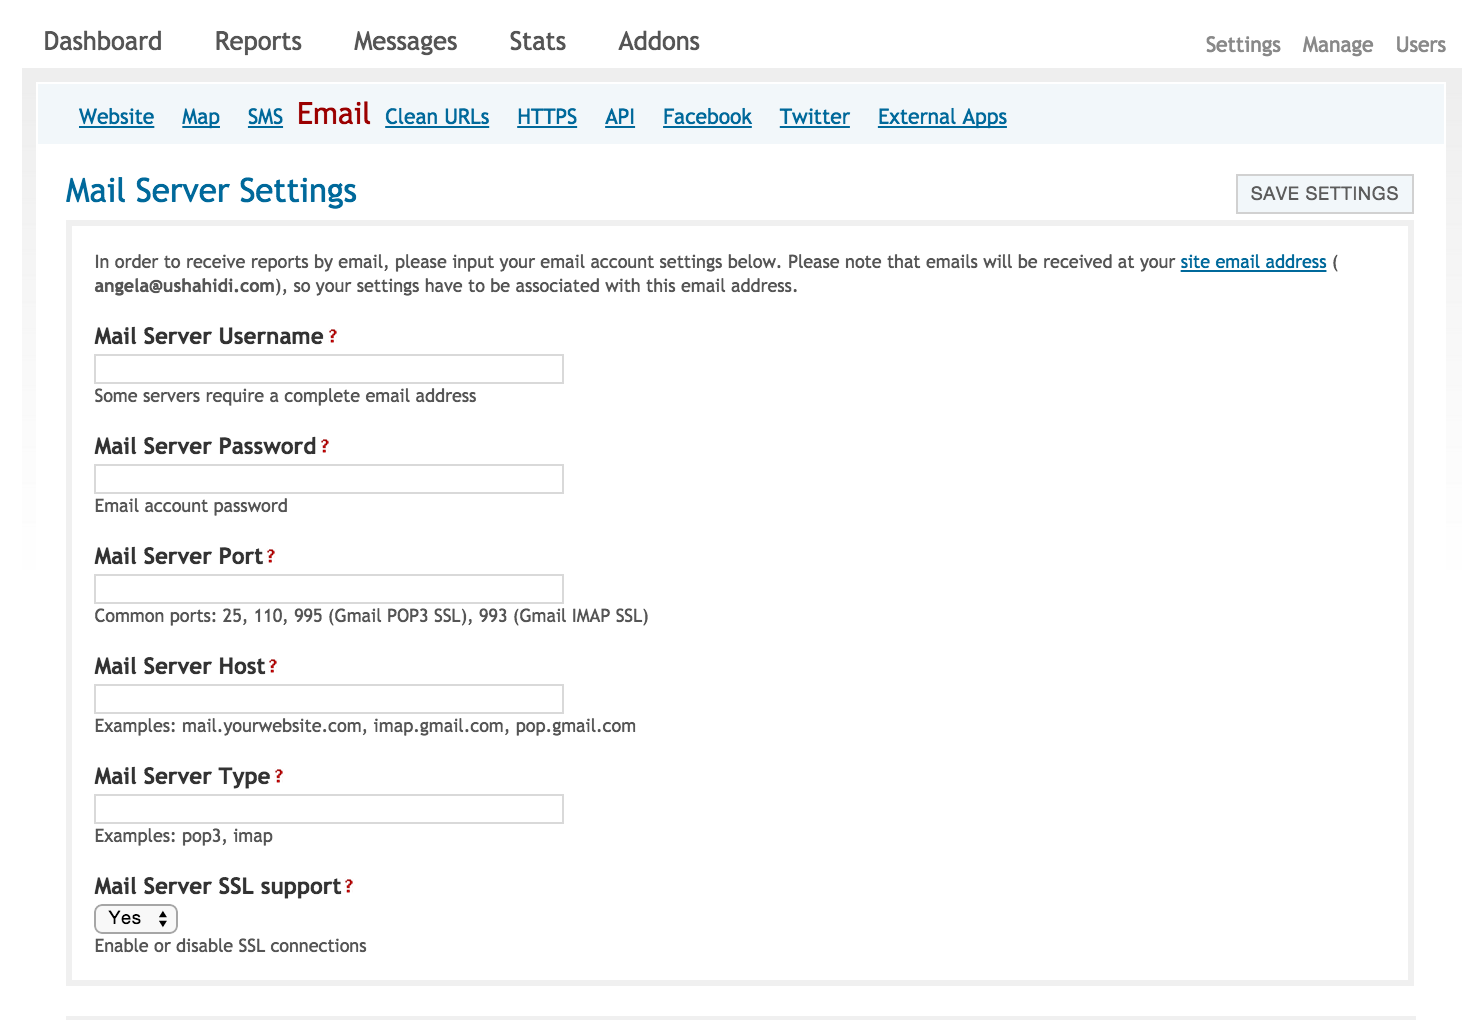 Dashboard Reports Messages Stats Addons Settings Manage Users
Website Map SMS Email Clean URLs HTTPS API Facebook Twitter External Apps
Mail Server Settings
SAVE SETTINGS
In order to receive reports by email, please input your email account settings below. Please note that emails will be received at your site email address (
angela@ushahidi.com), so your settings have to be associated with this email address.
Mail Server Username ?
Some servers require a complete email address
Mail Server Password ?
Email account password
Mail Server Port ?
Common ports: 25, 110, 995 (Gmail POP3 SSL), 993 (Gmail IMAP SSL)
Mail Server Host ?
Examples: mail.yourwebsite.com, imap.gmail.com, pop.gmail.com
Mail Server Type ?
Examples: pop3, imap
Mail Server SSL support ?
Yes
Enable or disable SSL connections